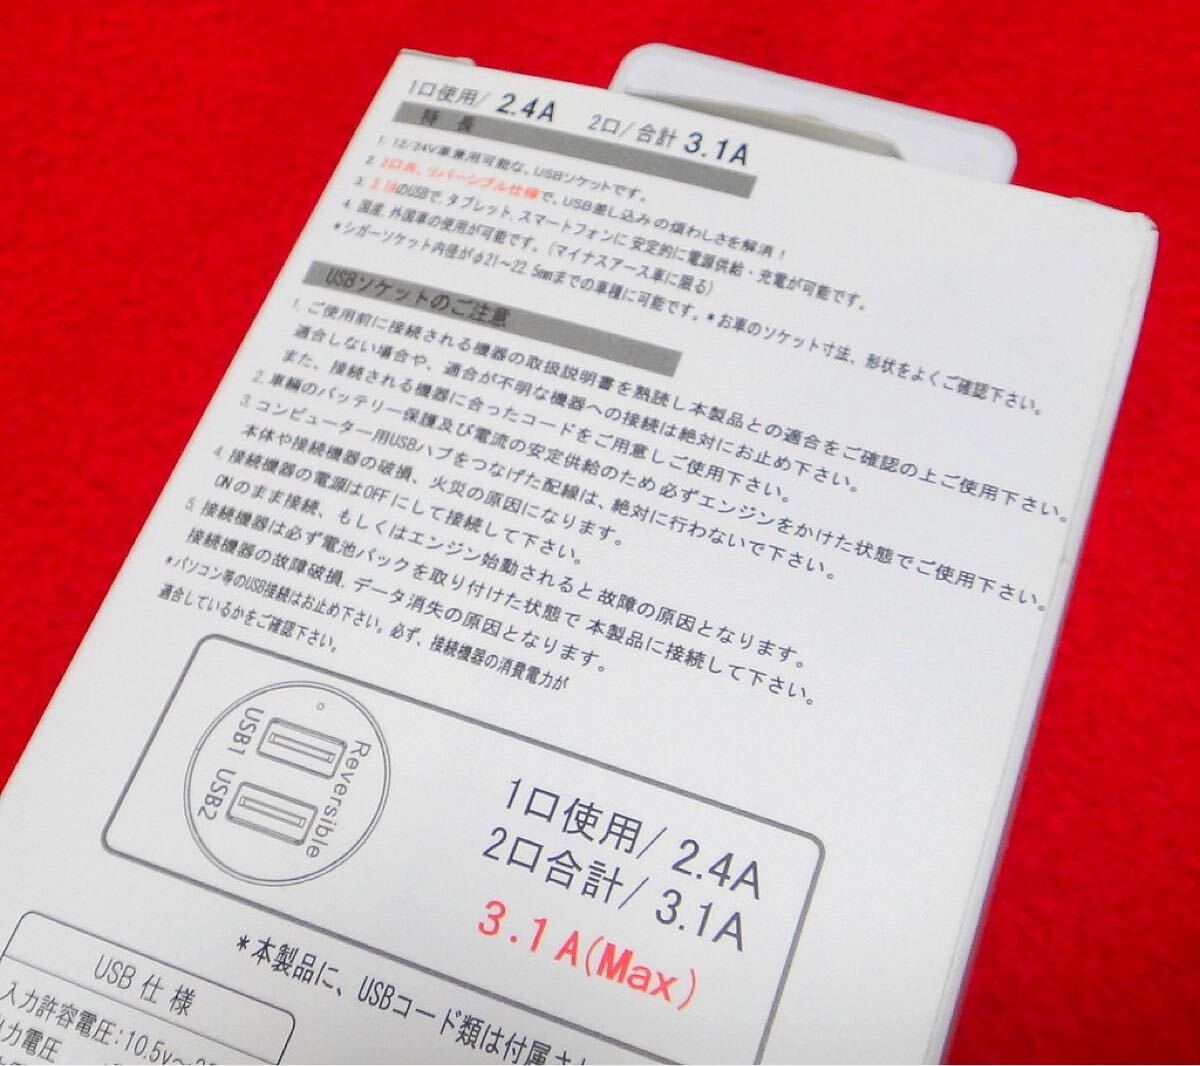 1口使用/ 2.4A 2口/合計 3.1A
特 長
1. 12/24V車兼用可能な、USBソケットです。
2. 2口共、リバーシブル仕様で、USB差し込みの煩わしさを解消！
3. 3.1AのUSBで、タブレット、スマートフォンに安定的に電源供給・充電が可能です。
4. 国産、外国車の使用が可能です。(マイナスアース車に限る)
*シガーソケット内径がφ21～22.5mmまでの車種に可能です。*お車のソケット寸法、形状をよくご確認下さい。
USBソケットのご注意
1. ご使用前に接続される機器の取扱説明書を熟読し本製品との適合をご確認の上ご使用下さい。
適合しない場合や、適合が不明な機器への接続は絶対にお止め下さい。
また、接続される機器に合ったコードをご用意しご使用下さい。
2. 車輛のバッテリー保護及び電流の安定供給のため必ずエンジンをかけた状態でご使用下さい。
3. コンピューター用USBハブをつなげた配線は、絶対に行わないで下さい。
本体や接続機器の破損、火災の原因になります。
4. 接続機器の電源はOFFにして接続して下さい。
ONのまま接続、もしくはエンジン始動されると故障の原因となります。
5. 接続機器は必ず電池パックを取り付けた状態で本製品に接続して下さい。
接続機器の故障破損、データ消失の原因となります。
*パソコン等のUSB接続はお止め下さい。必ず、接続機器の消費電力が
適合しているかをご確認下さい。
USB1
USB2
Reversible
1口使用/ 2.4A
2口合計/ 3.1A
3.1A(Max)
*本製品に、USBコード類は付属さ
USB 仕 様
入力許容電圧:10.5v～
力電圧